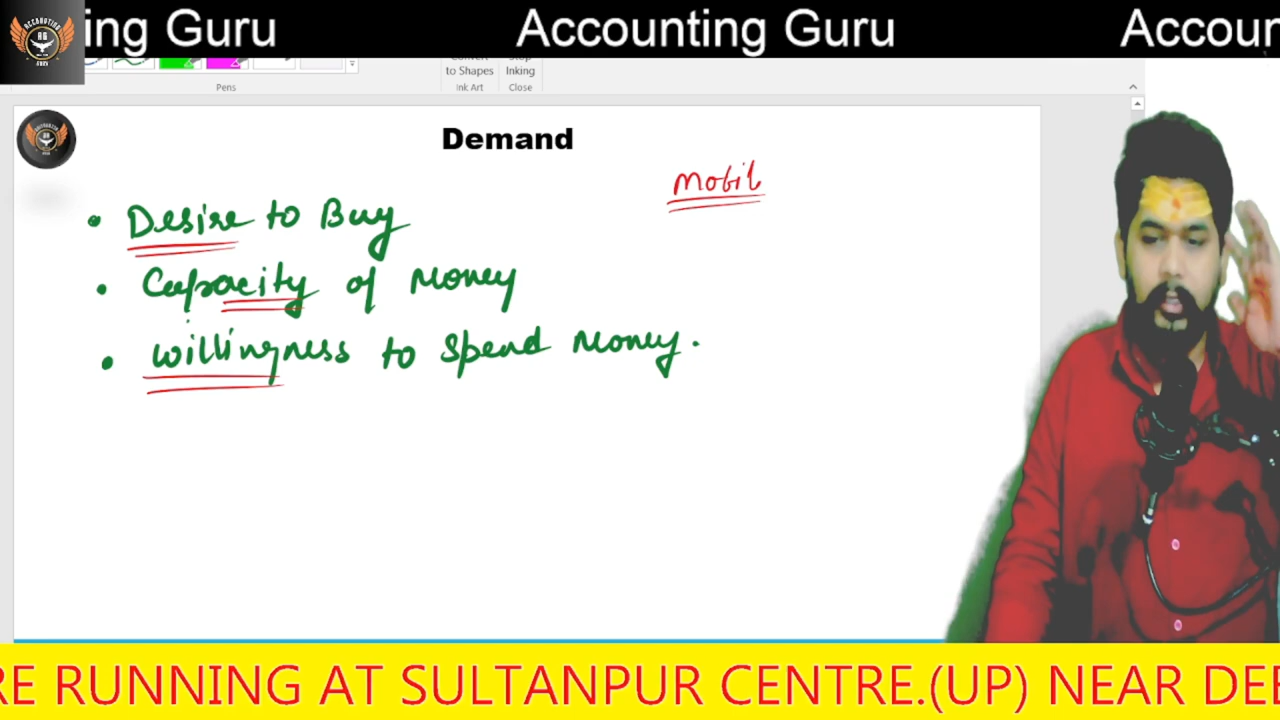 ing Guru Accounting Guru Accoun
to Shapes Inking
Pens Ink Art Close
Demand
Mobil
• Desire to Buy
• Capacity of Money
• Willingness to Spend Money.
RE RUNNING AT SULTANPUR CENTRE.(UP) NEAR DEE